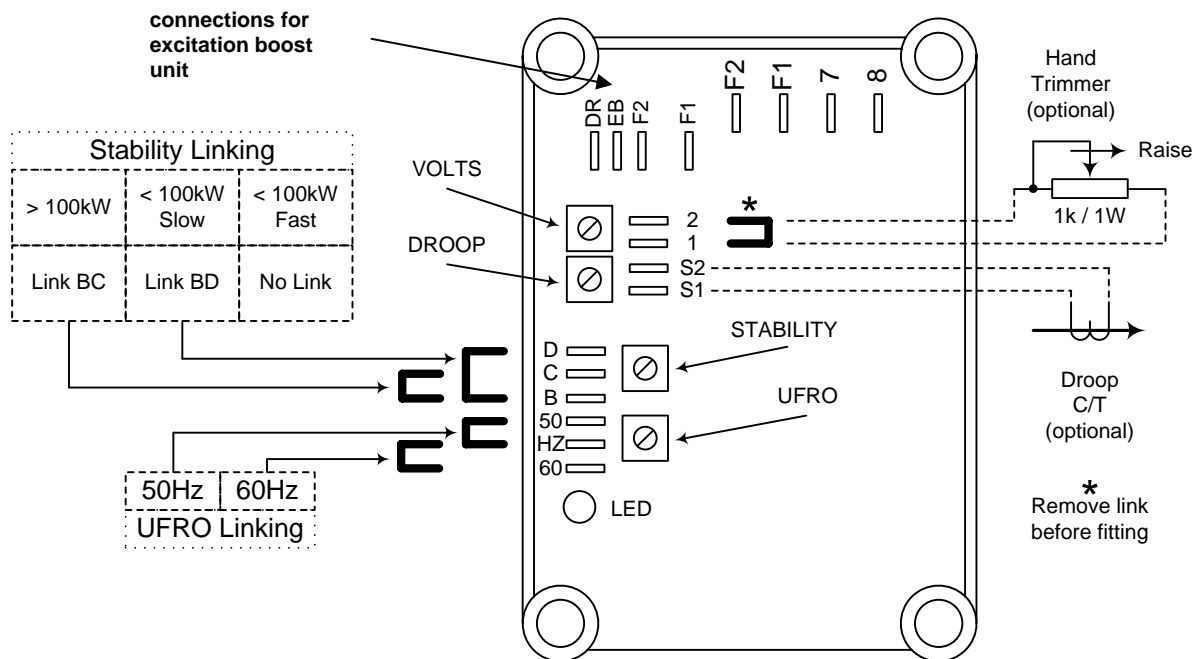 connections for
excitation boost
unit
F2
F1
7
8
DR
EB
F2
F1
Hand
Trimmer
(optional)
Raise
1k / 1W
Stability Linking
> 100kW
< 100kW
Slow
< 100kW
Fast
Link BC
Link BD
No Link
VOLTS
DROOP
*
2
1
S2
S1
STABILITY
UFRO
D
C
B
50
HZ
60
LED
50Hz
60Hz
UFRO Linking
Droop
C/T
(optional)
*
Remove link
before fitting